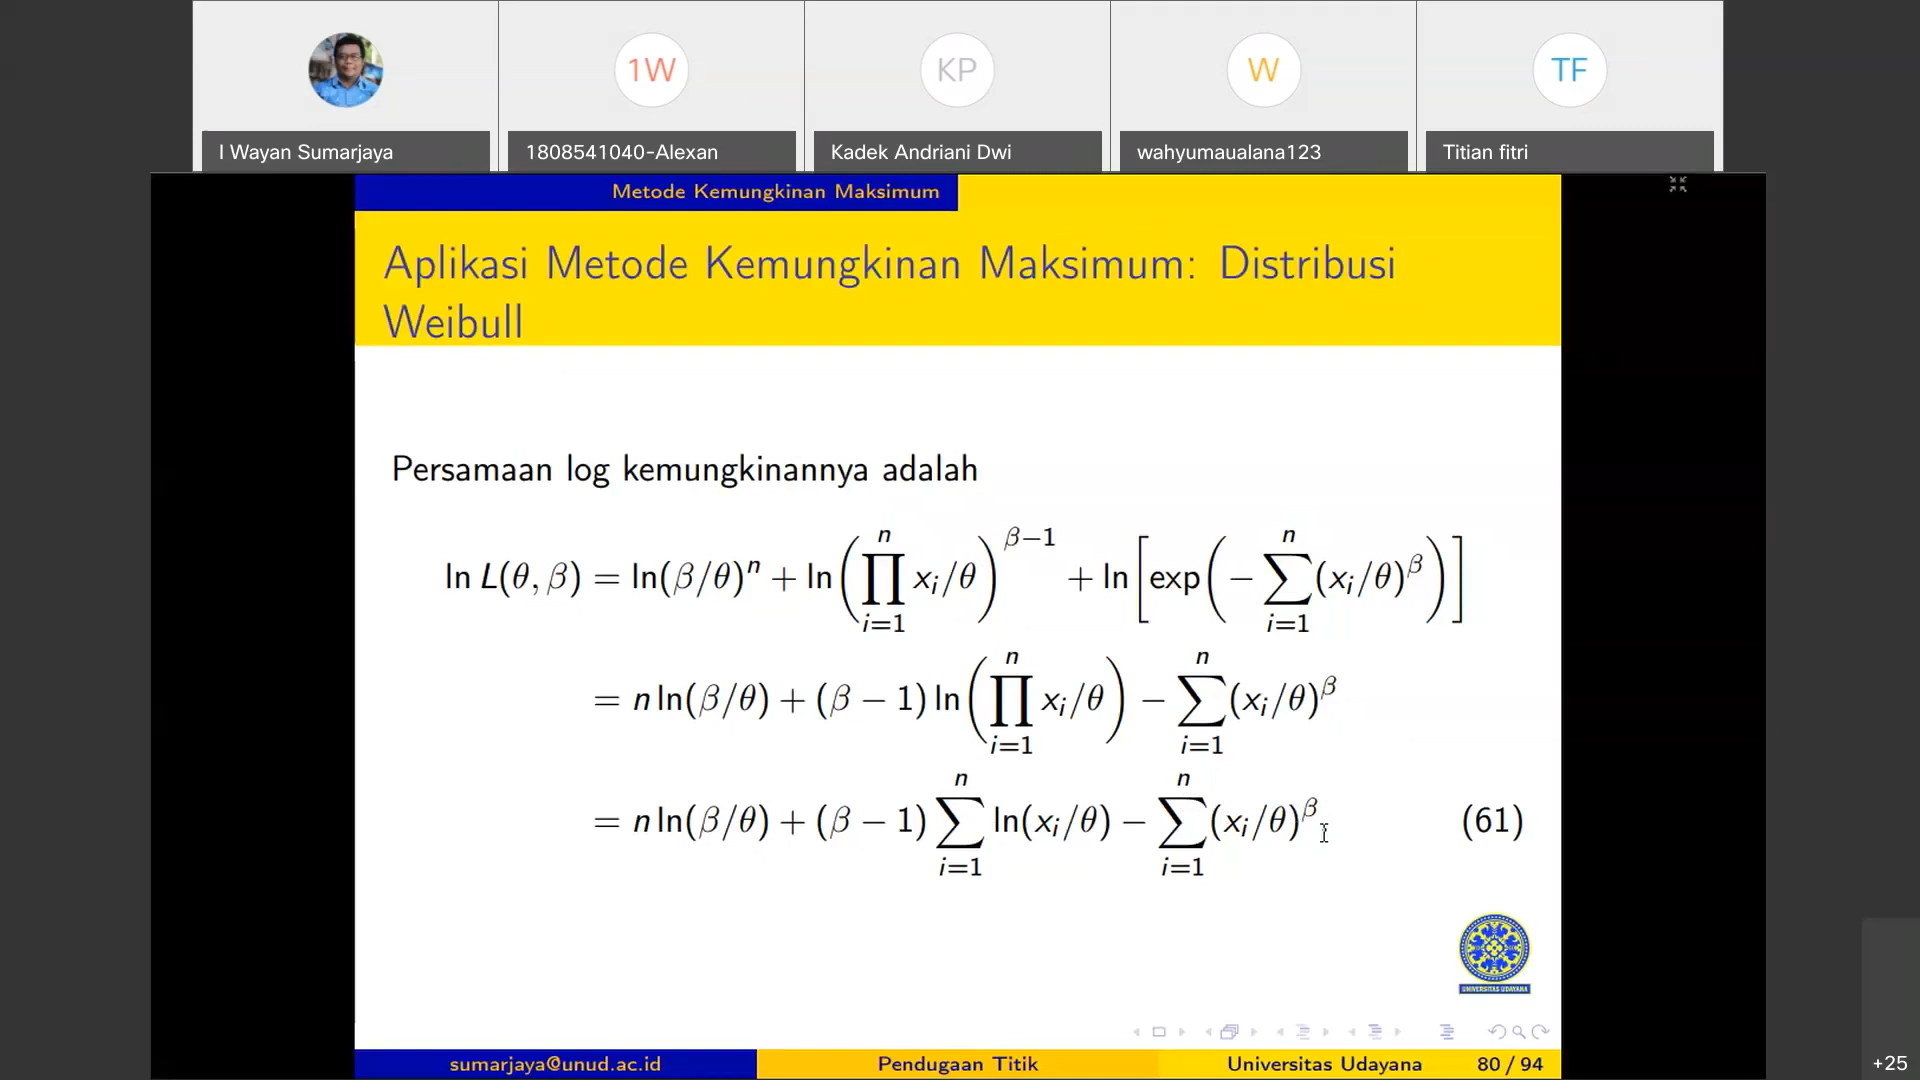 1W
KP
W
TF
I Wayan Sumarjaya
1808541040-Alexan
Kadek Andriani Dwi
wahyumaualana123
Titian fitri
Metode Kemungkinan Maksimum
Aplikasi Metode Kemungkinan Maksimum: Distribusi
Weibull
Persamaan log kemungkinannya adalah
ln L(θ, β) = ln(β/θ)^n + ln(∏_{i=1}^{n} x_i/θ)^{β−1} + ln[exp(−∑_{i=1}^{n}(x_i/θ)^β)]
= n ln(β/θ) + (β − 1) ln(∏_{i=1}^{n} x_i/θ) − ∑_{i=1}^{n}(x_i/θ)^β
= n ln(β/θ) + (β − 1) ∑_{i=1}^{n} ln(x_i/θ) − ∑_{i=1}^{n}(x_i/θ)^β (61)
UNIVERSITAS UDAYANA
sumarjaya@unud.ac.id
Pendugaan Titik
Universitas Udayana
80 / 94
+25